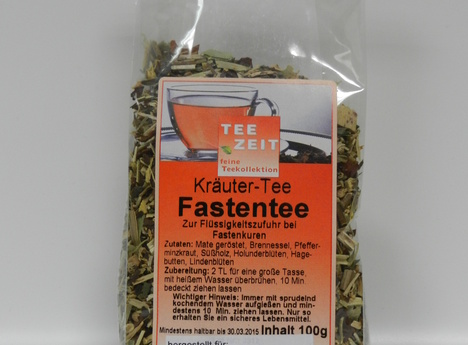 TEE
ZEIT
feine
Teekollektion
Kräuter-Tee
Fastentee
Zur Flüssigkeitszufuhr bei
Fastenkuren
Zutaten: Mate geröstet, Brennessel, Pfeffer-
minzkraut, Süßholz, Holunderblüten, Hage-
butten, Lindenblüten
Zubereitung: 2 TL für eine große Tasse,
mit heißem Wasser überbrühen, 10 Min
bedeckt ziehen lassen
Wichtiger Hinweis: Immer mit sprudelnd
kochendem Wasser aufgießen und min-
destens 10 Min. ziehen lassen. Nur so
erhalten Sie ein sicheres Lebensmittel.
Mindestens haltbar bis 30.03.2015 Inhalt 100g
hergestellt für: